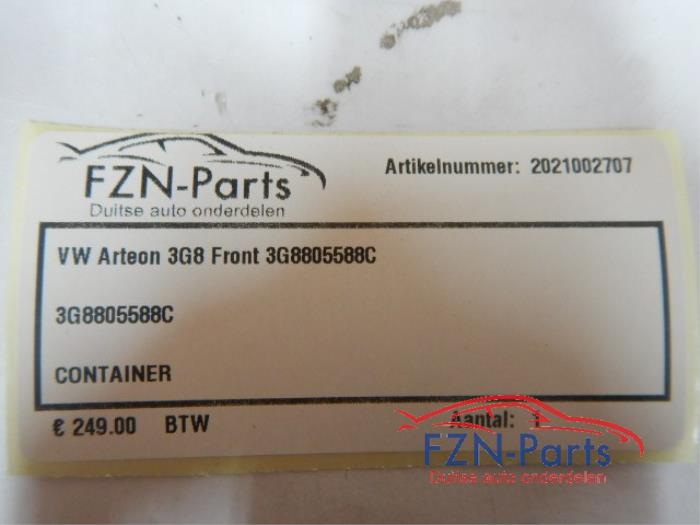 FZN-Parts
Duitse auto onderdelen
Artikelnummer: 2021002707
VW Arteon 3G8 Front 3G8805588C
3G8805588C
CONTAINER
€ 249.00 BTW
Aantal: 1
FZN-Parts
Duitse auto onderdelen